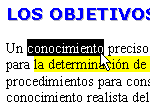 LOS OBJETIVOS
Un conocimiento preciso
para la determinación de
procedimientos para cons
conocimiento realista del